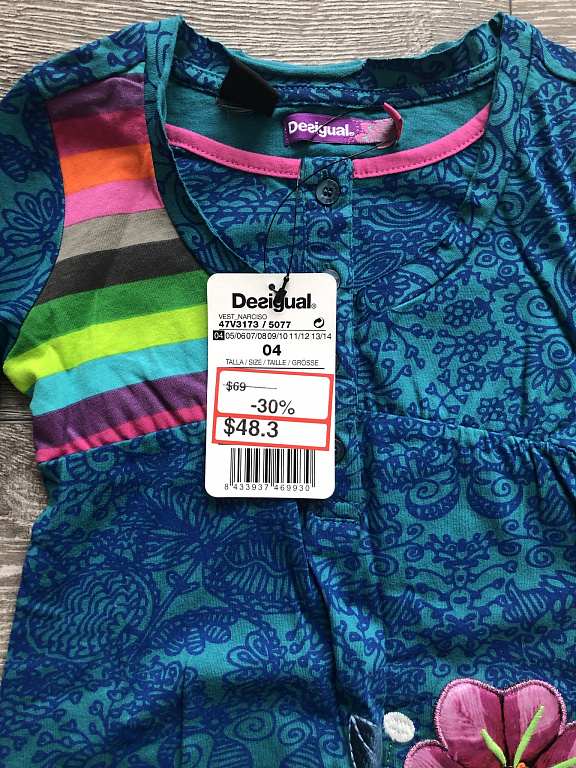 Desigual.
Desigual.
VEST_NARCISO
47V3173 / 5077
04 05/06 07/08 09/10 11/12 13/14
04
TALLA / SIZE / TAILLE / GRÖSSE
$69
-30%
$48.3
8 433937 469930